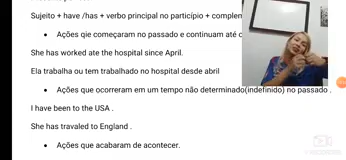 Sujeito + have /has + verbo principal no particípio + complem
• Ações qie começaram no passado e continuam até o
She has worked ate the hospital since April.
Ela trabalha ou tem trabalhado no hospital desde abril
• Ações que ocorreram em um tempo não determinado(indefinido) no passado .
I have been to the USA .
She has traveled to England .
• Ações que acabaram de acontecer.